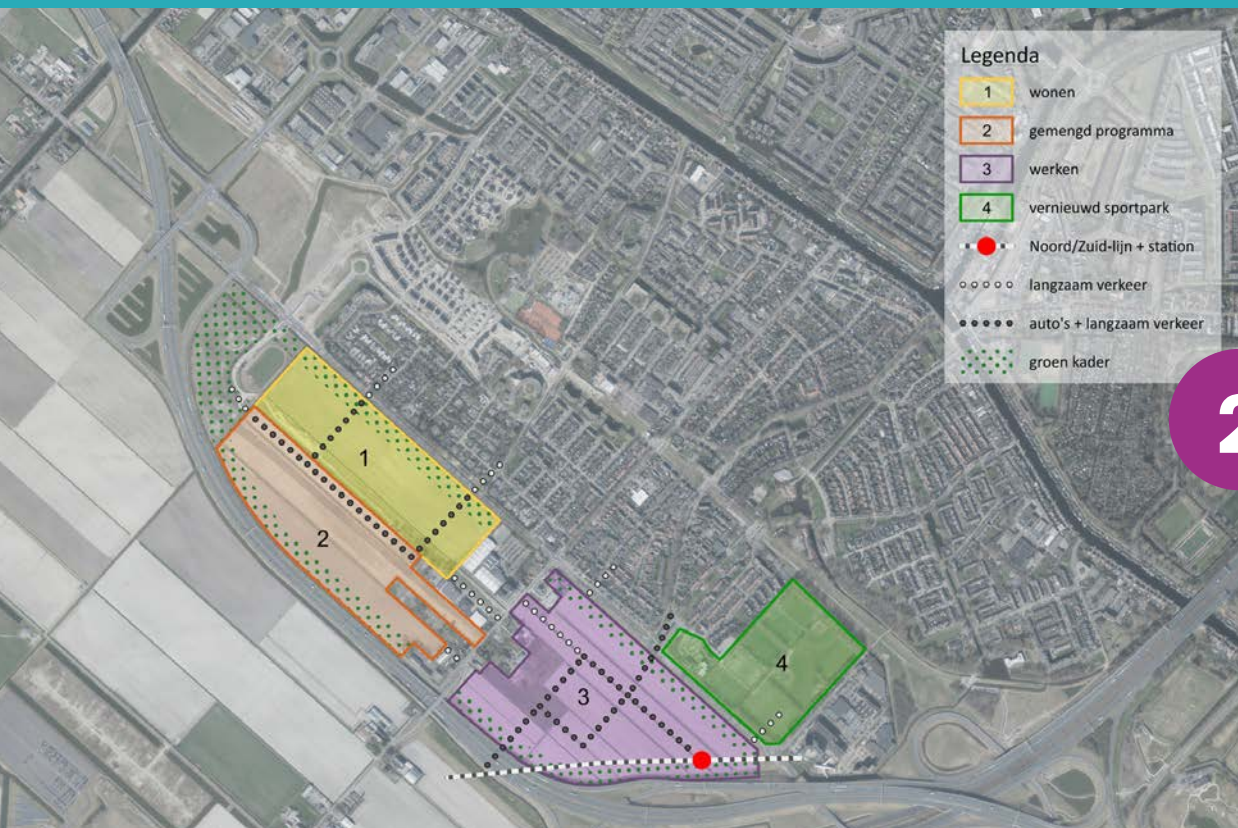 Legenda
1 wonen
2 gemengd programma
3 werken
4 vernieuwd sportpark
Noord/Zuid-lijn + station
langzaam verkeer
auto's + langzaam verkeer
groen kader
2
1
2
3
4